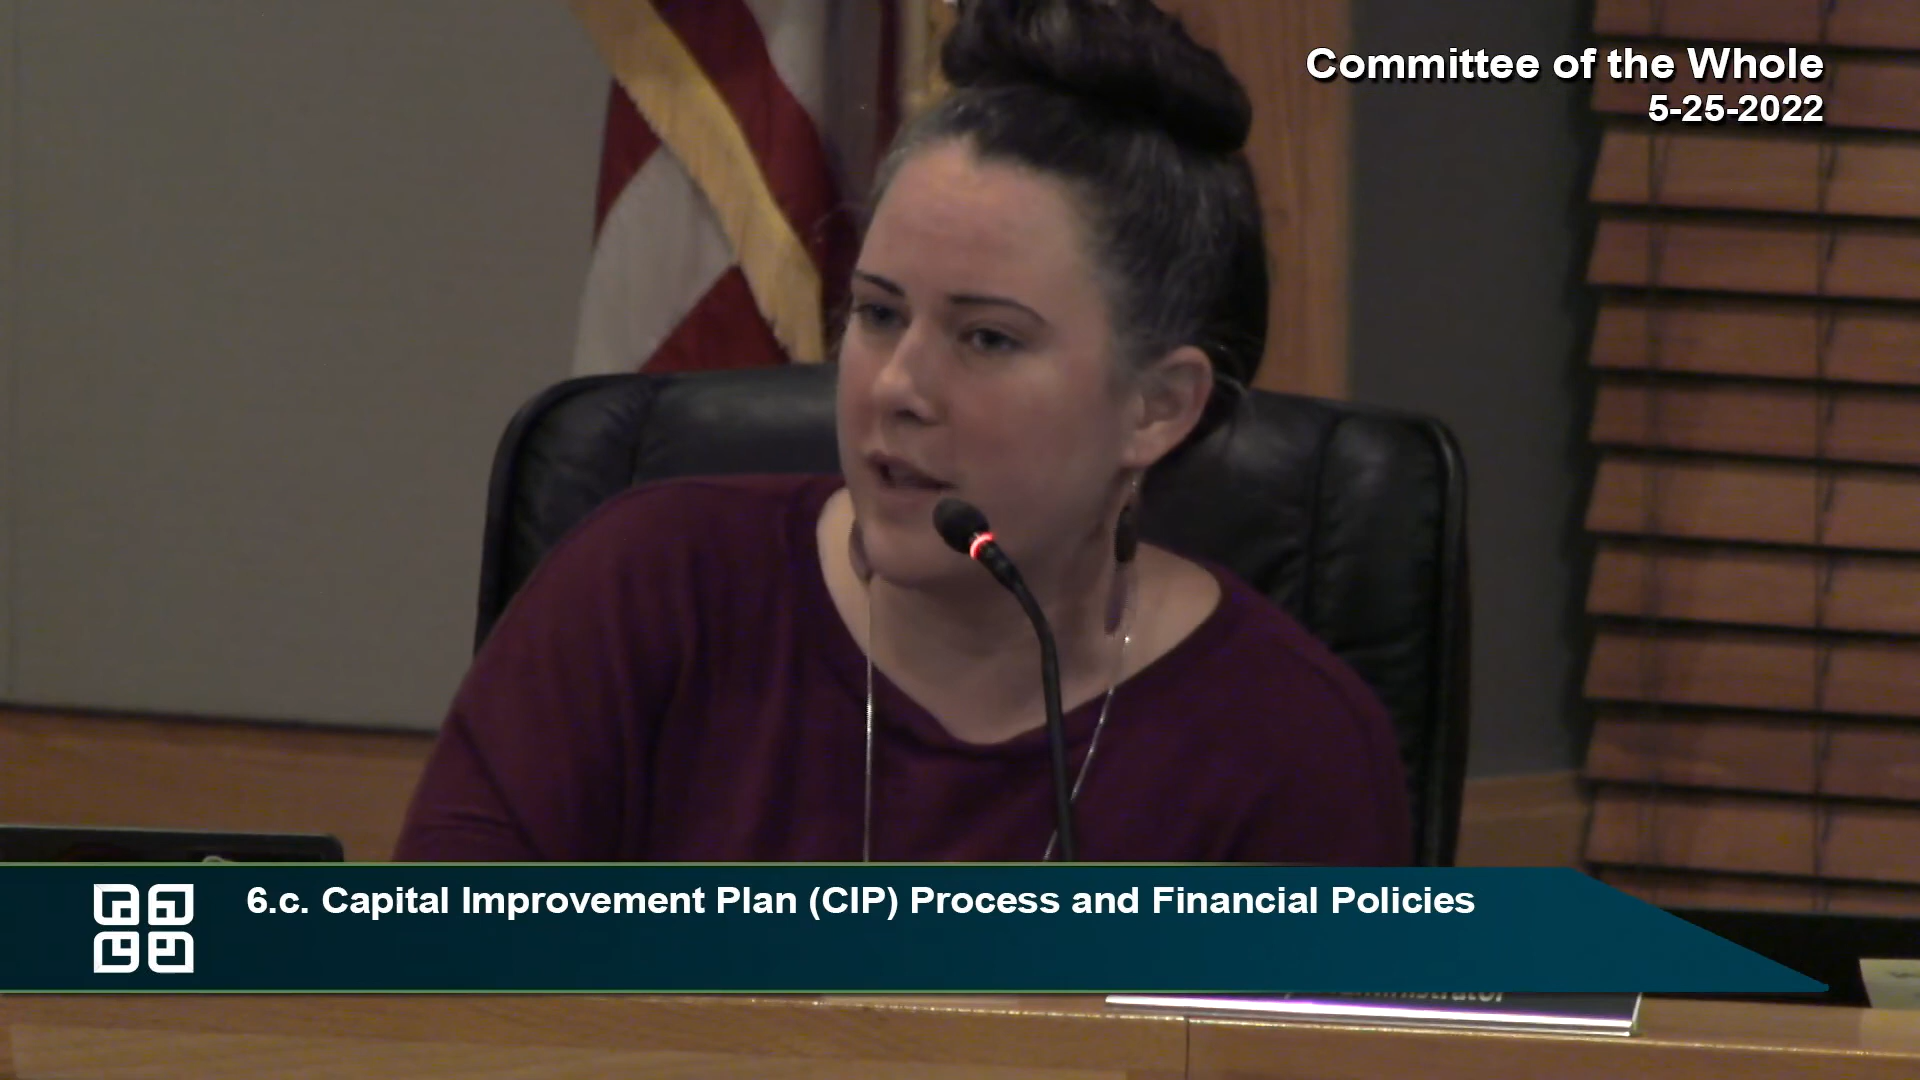 Committee of the Whole
5-25-2022
6.c. Capital Improvement Plan (CIP) Process and Financial Policies